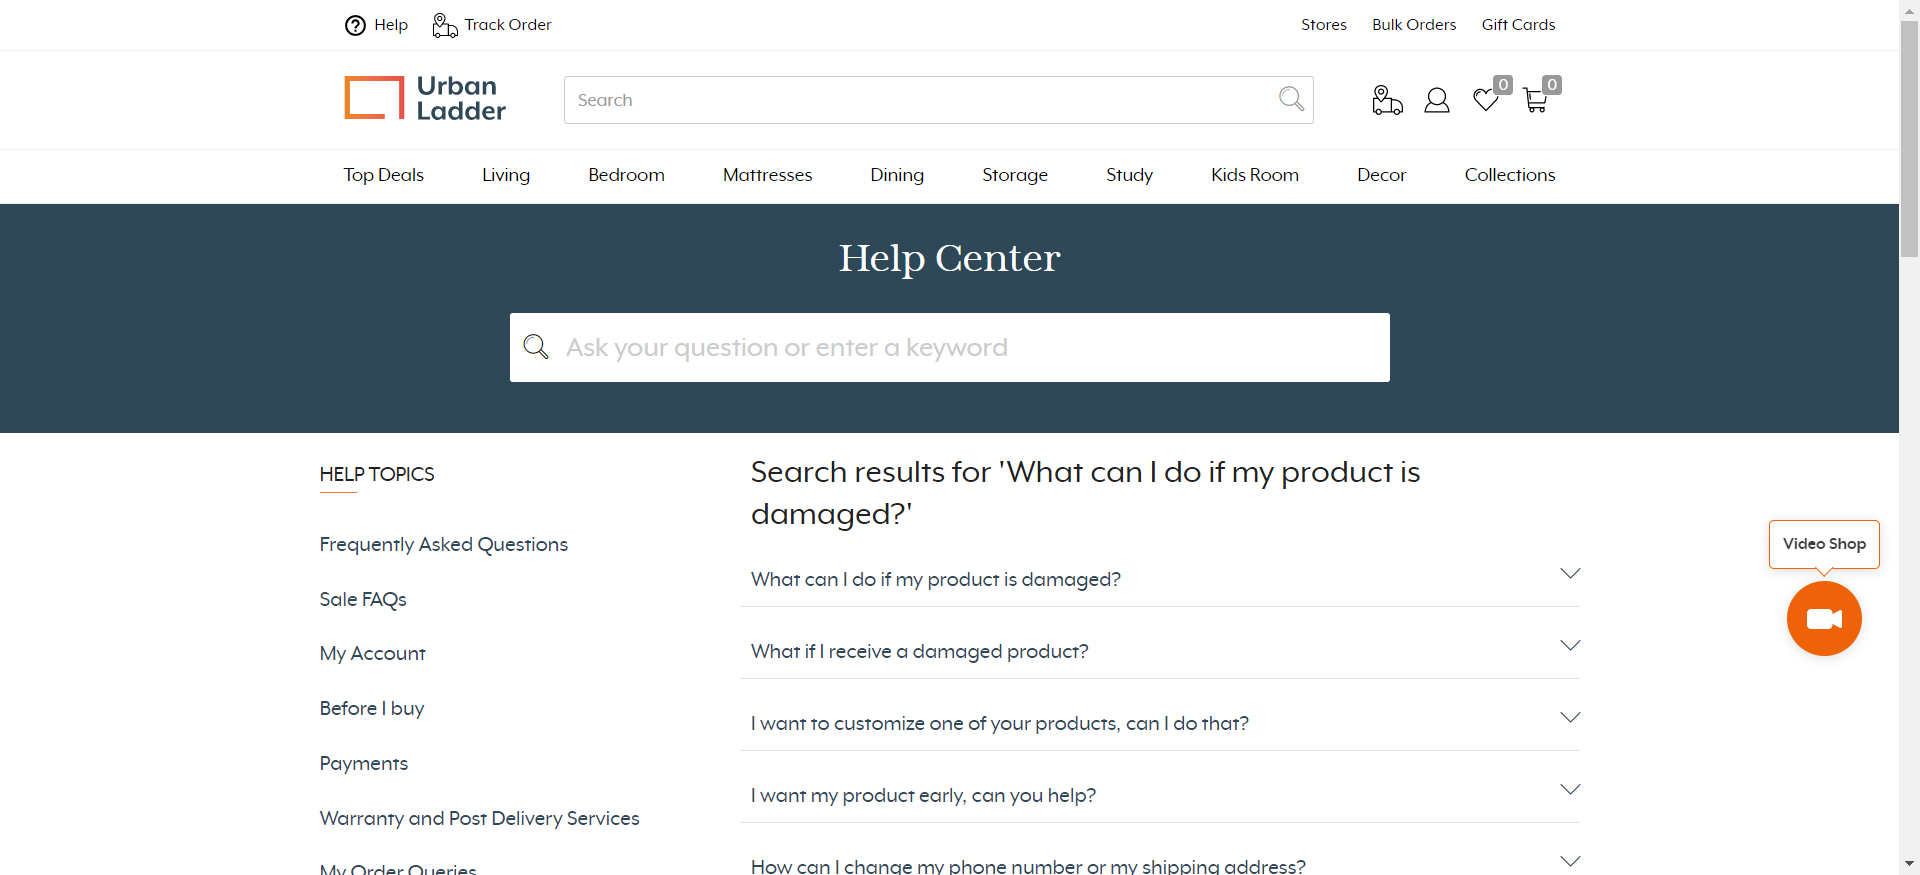 Help
Track Order
Stores
Bulk Orders
Gift Cards
Urban
Ladder
Search
0
0
Top Deals
Living
Bedroom
Mattresses
Dining
Storage
Study
Kids Room
Decor
Collections
Help Center
Ask your question or enter a keyword
HELP TOPICS
Frequently Asked Questions
Sale FAQs
My Account
Before I buy
Payments
Warranty and Post Delivery Services
My Order Queries
Search results for 'What can I do if my product is
damaged?'
What can I do if my product is damaged?
What if I receive a damaged product?
I want to customize one of your products, can I do that?
I want my product early, can you help?
How can I change my phone number or my shipping address?
Video Shop